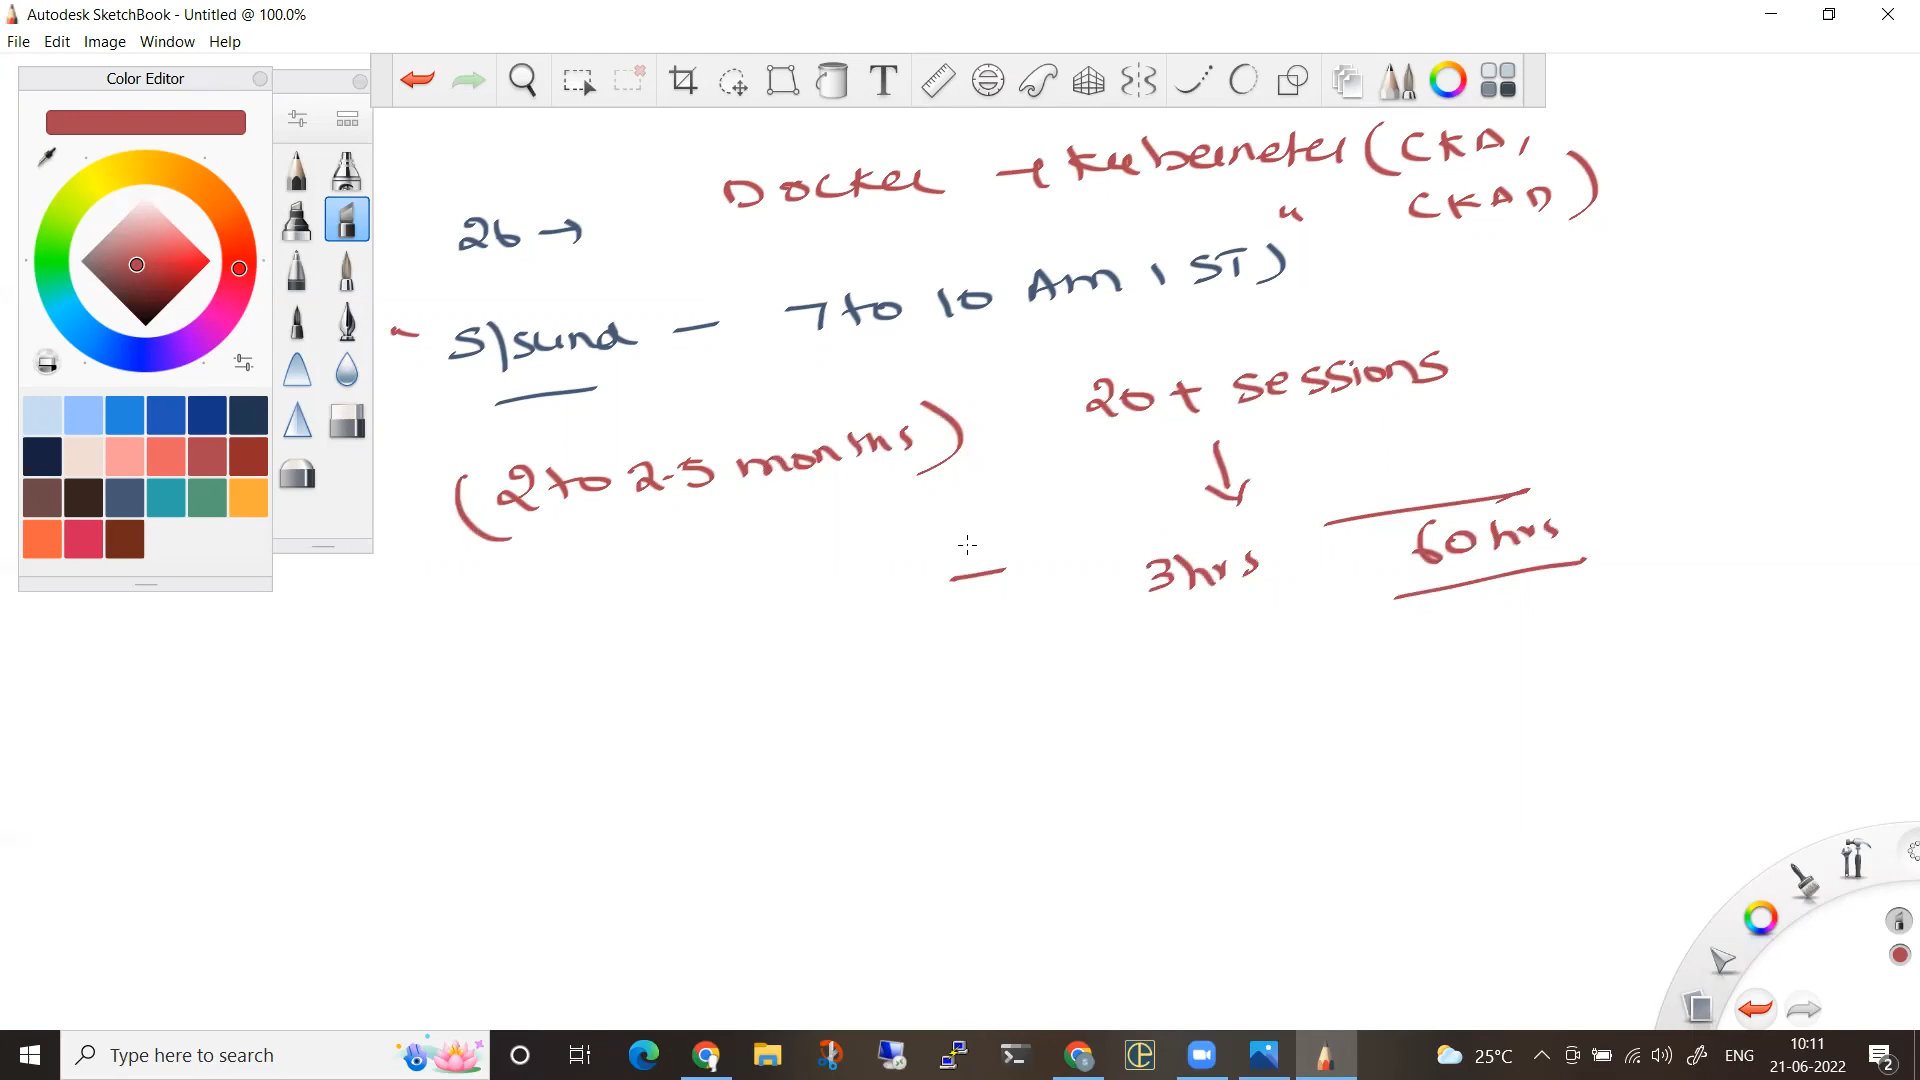 Autodesk SketchBook - Untitled @ 100.0%
File Edit Image Window Help
Color Editor
T
Docker → Kubernetes (CKA,
CKAD)
26 →
S/Sund — 7 to 10 Am IST)
20 + sessions
(2 to 2-5 months)
3hrs
60 hrs
Type here to search
25°C
ENG
10:11
21-06-2022
2